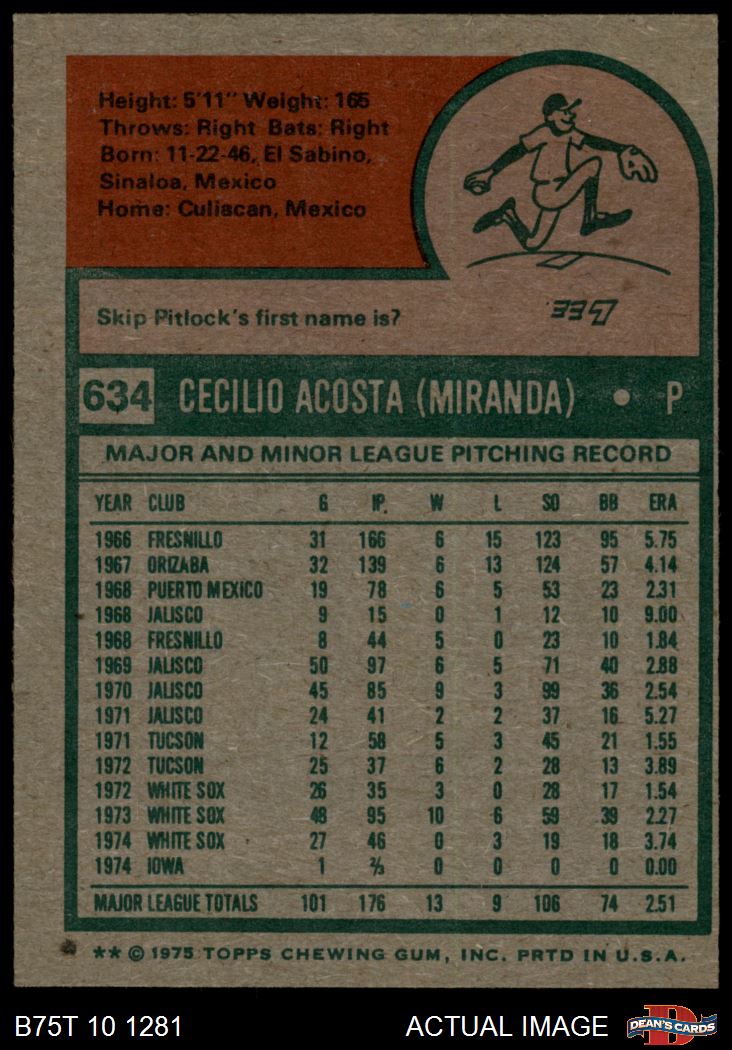 Height: 5'11" Weight: 165
Throws: Right Bats: Right
Born: 11-22-46, El Sabino,
Sinaloa, Mexico
Home: Culiacan, Mexico
Skip Pitlock's first name is?
Lee.
634 CECILIO ACOSTA (MIRANDA) • P
MAJOR AND MINOR LEAGUE PITCHING RECORD
YEAR CLUB G IP. W L SO BB ERA
1966 FRESNILLO 31 166 6 15 123 95 5.75
1967 ORIZABA 32 139 6 13 124 57 4.14
1968 PUERTO MEXICO 19 78 6 5 53 23 2.31
1968 JALISCO 9 15 0 1 12 10 9.00
1968 FRESNILLO 8 44 5 0 23 10 1.84
1969 JALISCO 50 97 6 5 71 40 2.88
1970 JALISCO 45 85 9 3 99 36 2.54
1971 JALISCO 24 41 2 2 37 16 5.27
1971 TUCSON 12 58 5 3 45 21 1.55
1972 TUCSON 25 37 6 2 28 13 3.89
1972 WHITE SOX 26 35 3 0 28 17 1.54
1973 WHITE SOX 48 95 10 6 59 39 2.27
1974 WHITE SOX 27 46 0 3 19 18 3.74
1974 IOWA 1 ⅔ 0 0 0 0 0.00
MAJOR LEAGUE TOTALS 101 176 13 9 106 74 2.51
** © 1975 TOPPS CHEWING GUM, INC. PRTD IN U.S.A.
B75T 10 1281 ACTUAL IMAGE DEAN'S CARDS